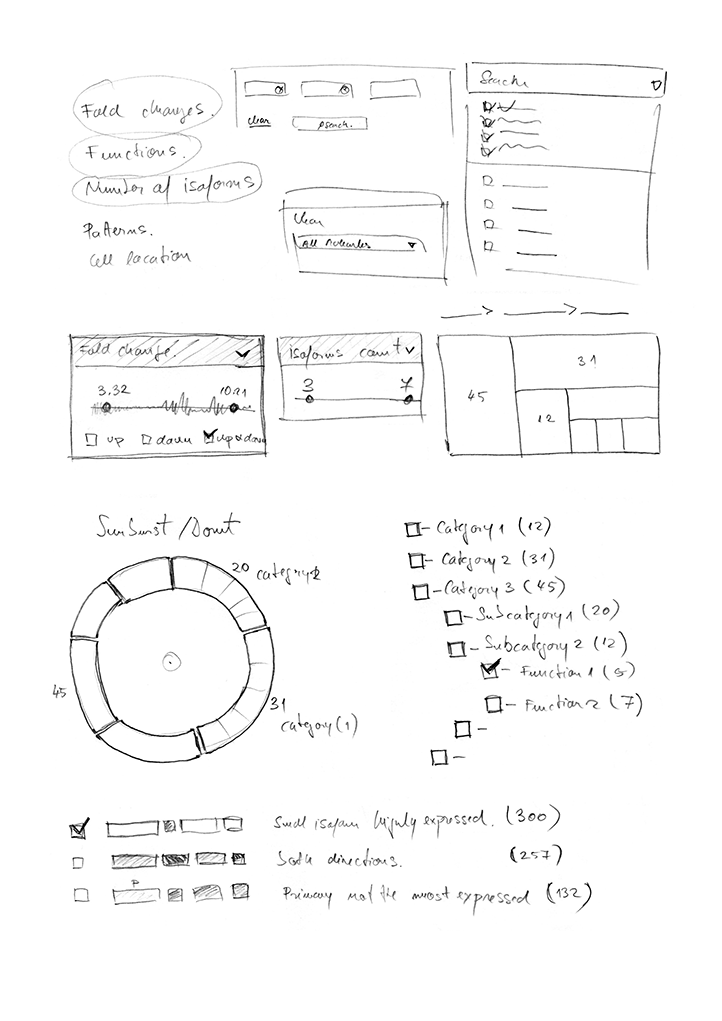 Fold changes.
Functions.
Number of isoforms
Patterns.
Cell location
clear
search.
Search
clear
All
Fold change.
3.32
10.21
up
down
up&down
isoforms count
3
7
45
31
12
Sunburst / Donut
20 category 2
45
31
category (1)
Category 1 (12)
Category 2 (31)
Category 3 (45)
Subcategory 1 (20)
Subcategory 2 (12)
Function 1 (5)
Function 2 (7)
Small isoform highly expressed. (300)
Both directions. (257)
P
Primary not the most expressed (132)